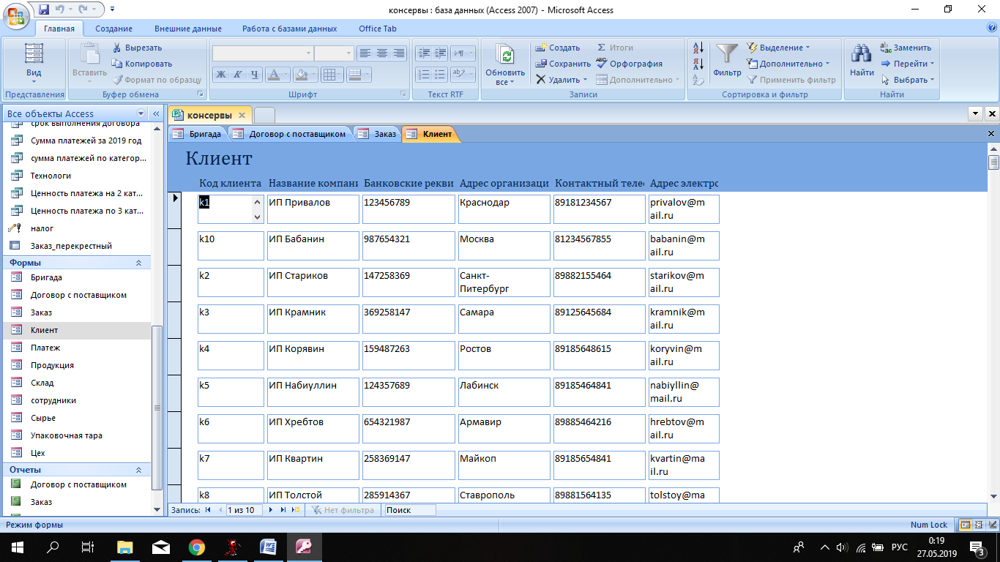 консервы : база данных (Access 2007) - Microsoft Access
Главная Создание Внешние данные Работа с базами данных Office Tab
Вид
Представления
Вставить
Вырезать
Копировать
Формат по образцу
Буфер обмена
Ж К Ч
Шрифт
Текст RTF
Обновить все
Создать
Сохранить
Удалить
Итоги
Орфография
Дополнительно
Записи
Фильтр
Выделение
Дополнительно
Применить фильтр
Сортировка и фильтр
Найти
Заменить
Перейти
Выбрать
Найти
Все объекты Access
срок выполнения договора
Сумма платежей за 2019 год
сумма платежей по категор...
Технологи
Ценность платежа на 2 кат...
Ценность платежа по 3 кат...
налог
Заказ_перекрестный
Формы
Бригада
Договор с поставщиком
Заказ
Клиент
Платеж
Продукция
Склад
сотрудники
Сырье
Упаковочная тара
Цех
Отчеты
Договор с поставщиком
Заказ
консервы
Бригада Договор с поставщиком Заказ Клиент
Клиент
Код клиента Название компани Банковские рекви Адрес организаци Контактный теле Адрес электро
k1 ИП Привалов 123456789 Краснодар 89181234567 privalov@m
ail.ru
k10 ИП Бабанин 987654321 Москва 81234567855 babanin@m
ail.ru
k2 ИП Стариков 147258369 Санкт- 89882155464 starikov@m
Питербург ail.ru
k3 ИП Крамник 369258147 Самара 89125645684 kramnik@m
ail.ru
k4 ИП Корявин 159487263 Ростов 89185648615 koryvin@m
ail.ru
k5 ИП Набиуллин 124357689 Лабинск 89185464841 nabiyllin@
mail.ru
k6 ИП Хребтов 654321987 Армавир 89885464216 hrebtov@m
ail.ru
k7 ИП Квартин 258369147 Майкоп 89185654841 kvartin@ma
il.ru
k8 ИП Толстой 285914367 Ставрополь 89881564135 tolstoy@ma
Запись: 1 из 10 Нет фильтра Поиск
Режим формы Num Lock
РУС 0:19
27.05.2019
3